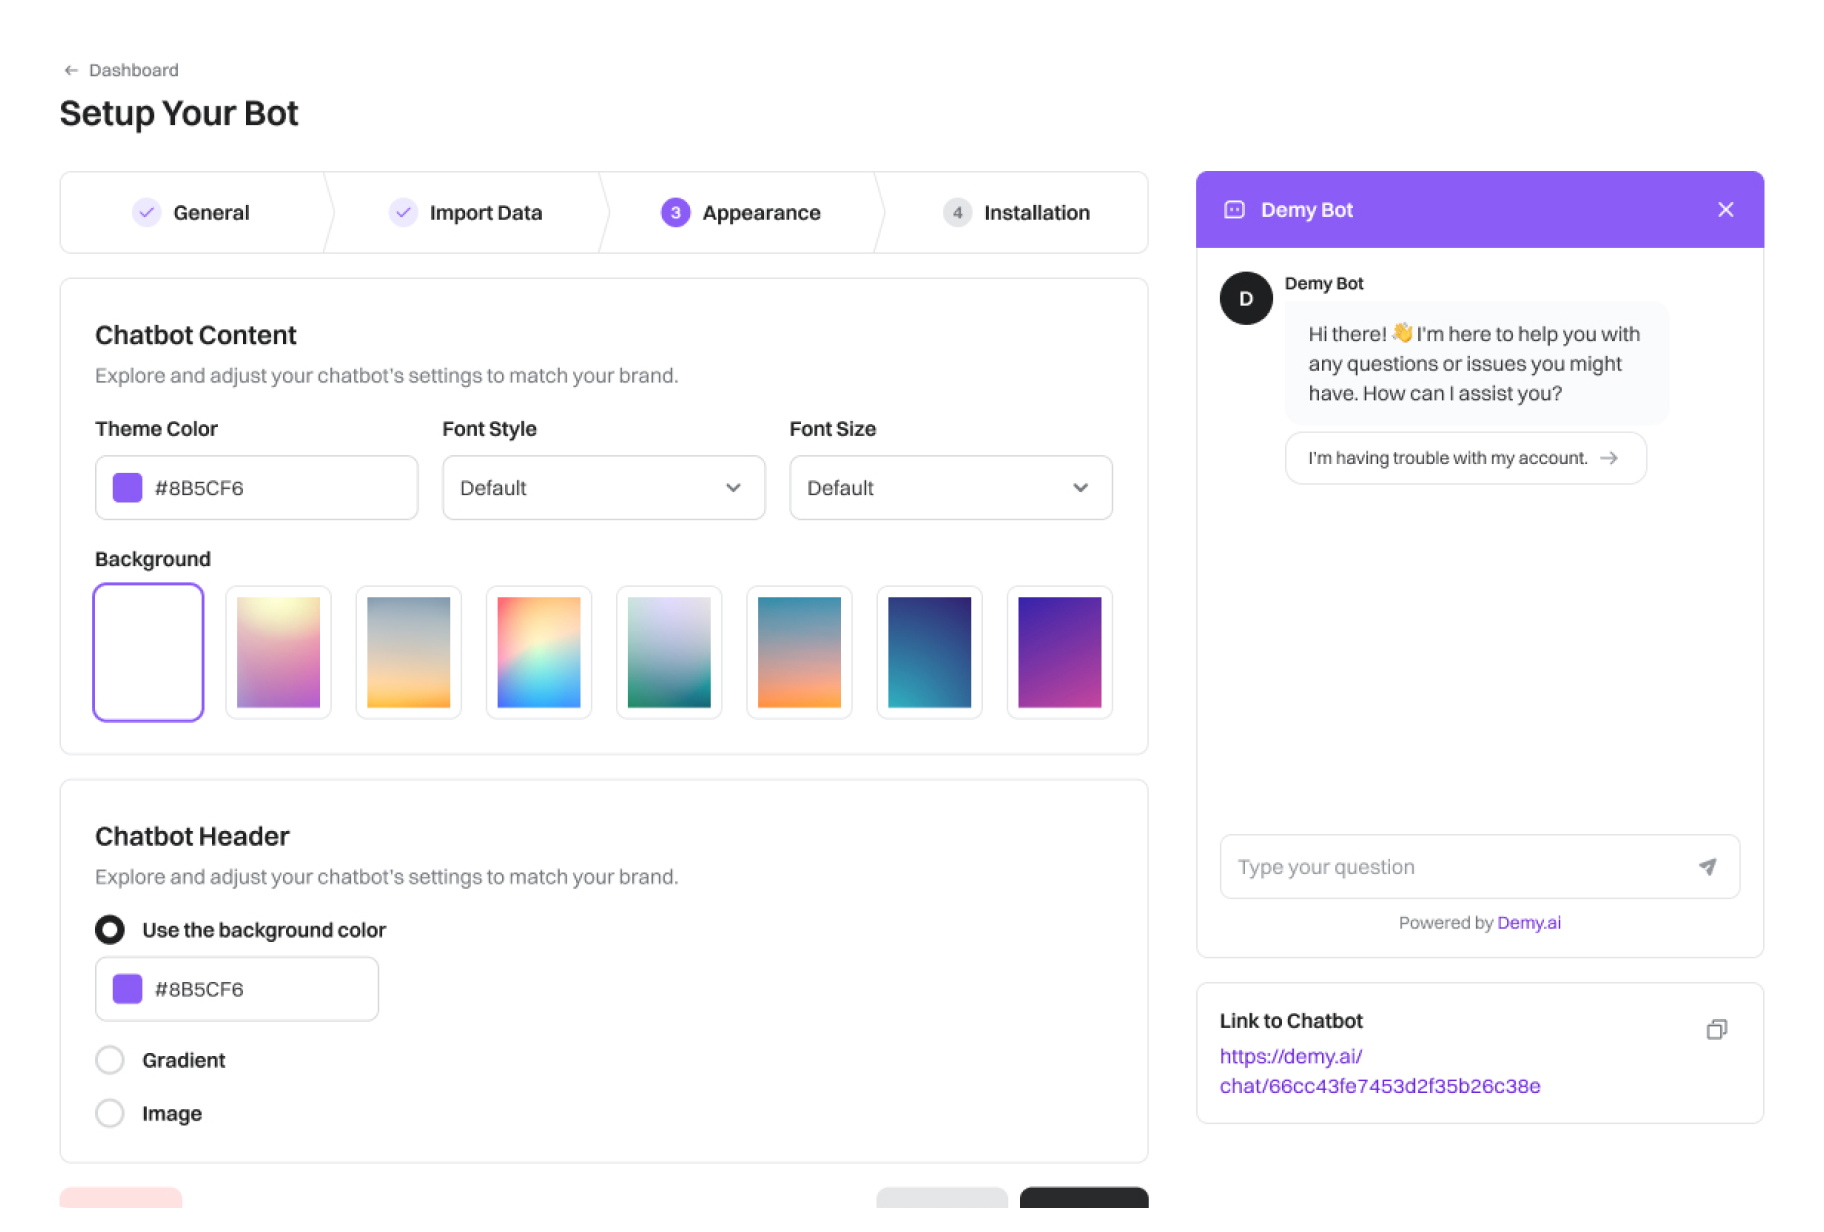 ← Dashboard
Setup Your Bot
General
Import Data
3 Appearance
4 Installation
Chatbot Content
Explore and adjust your chatbot's settings to match your brand.
Theme Color
Font Style
Font Size
#8B5CF6
Default
Default
Background
Chatbot Header
Explore and adjust your chatbot's settings to match your brand.
Use the background color
#8B5CF6
Gradient
Image
Demy Bot
D
Demy Bot
Hi there! 👋 I'm here to help you with
any questions or issues you might
have. How can I assist you?
I'm having trouble with my account. →
Type your question
Powered by Demy.ai
Link to Chatbot
https://demy.ai/
chat/66cc43fe7453d2f35b26c38e